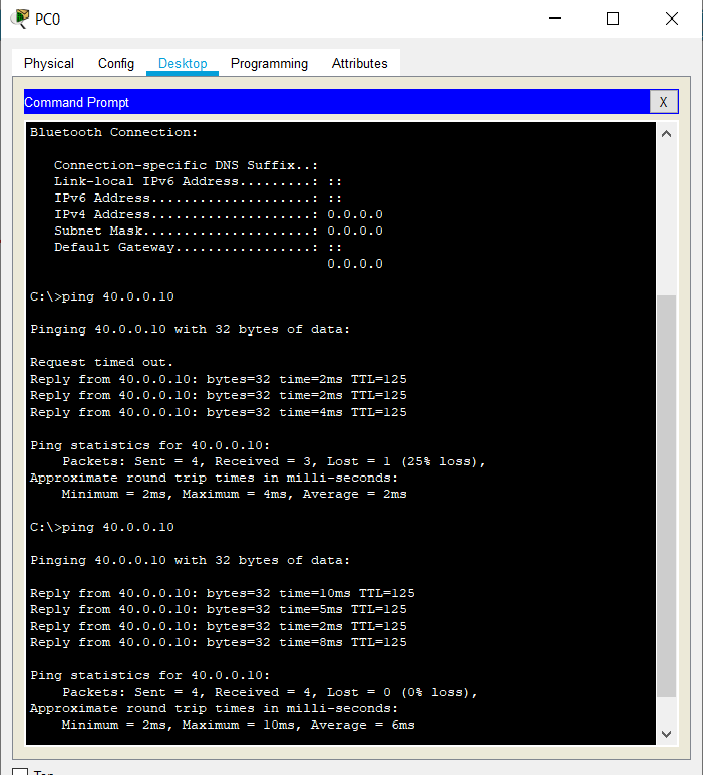 PC0
Physical Config Desktop Programming Attributes
Command Prompt X
Bluetooth Connection:
Connection-specific DNS Suffix..:
Link-local IPv6 Address.........: ::
IPv6 Address....................: ::
IPv4 Address....................: 0.0.0.0
Subnet Mask.....................: 0.0.0.0
Default Gateway.................: ::
0.0.0.0
C:\>ping 40.0.0.10
Pinging 40.0.0.10 with 32 bytes of data:
Request timed out.
Reply from 40.0.0.10: bytes=32 time=2ms TTL=125
Reply from 40.0.0.10: bytes=32 time=2ms TTL=125
Reply from 40.0.0.10: bytes=32 time=4ms TTL=125
Ping statistics for 40.0.0.10:
Packets: Sent = 4, Received = 3, Lost = 1 (25% loss),
Approximate round trip times in milli-seconds:
Minimum = 2ms, Maximum = 4ms, Average = 2ms
C:\>ping 40.0.0.10
Pinging 40.0.0.10 with 32 bytes of data:
Reply from 40.0.0.10: bytes=32 time=10ms TTL=125
Reply from 40.0.0.10: bytes=32 time=5ms TTL=125
Reply from 40.0.0.10: bytes=32 time=2ms TTL=125
Reply from 40.0.0.10: bytes=32 time=8ms TTL=125
Ping statistics for 40.0.0.10:
Packets: Sent = 4, Received = 4, Lost = 0 (0% loss),
Approximate round trip times in milli-seconds:
Minimum = 2ms, Maximum = 10ms, Average = 6ms